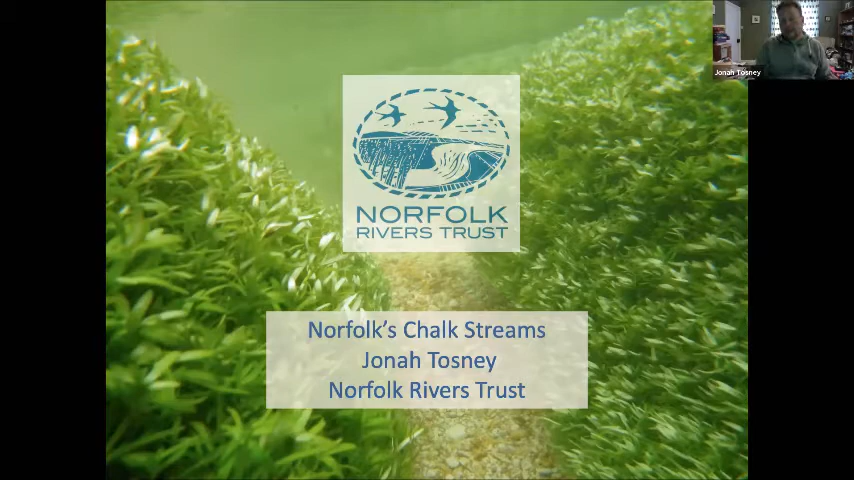 Jonah Tosney
NORFOLK
RIVERS TRUST
Norfolk's Chalk Streams
Jonah Tosney
Norfolk Rivers Trust